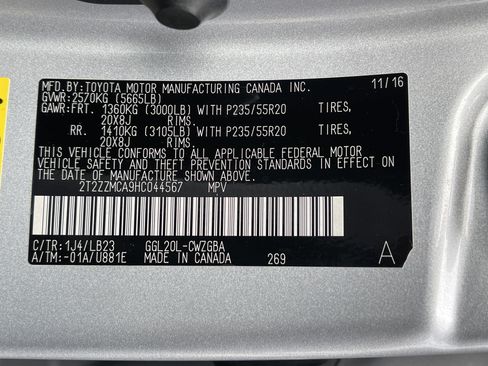 MFD.BY:TOYOTA MOTOR MANUFACTURING CANADA INC. 11/16
GVWR:2570KG (5665LB)
GAWR:FRT. 1360KG (3000LB) WITH P235/55R20 TIRES,
20X8J RIMS.
RR. 1410KG (3105LB) WITH P235/55R20 TIRES,
20X8J RIMS.
THIS VEHICLE CONFORMS TO ALL APPLICABLE FEDERAL MOTOR
VEHICLE SAFETY AND THEFT PREVENTION STANDARDS IN EFFECT ON
THE DATE OF MANUFACTURE SHOWN ABOVE.
2T2ZZMCA9HC044567 MPV
C/TR:1J4/LB23 GGL20L-CWZGBA
A/TM:-01A/U881E MADE IN CANADA 269 A